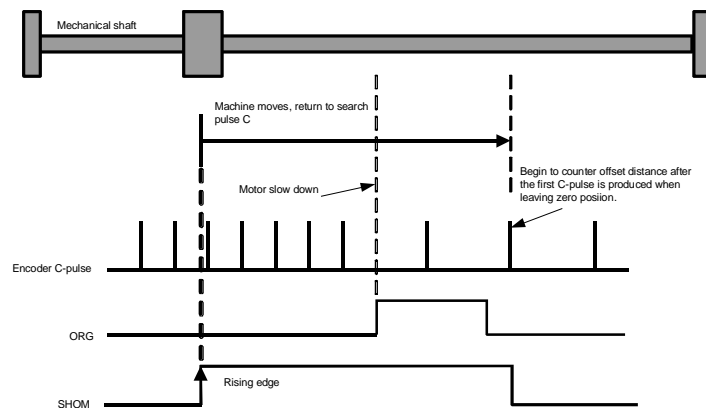 Mechanical shaft
Machine moves, return to search
pulse C
Motor slow down
Begin to counter offset distance after
the first C-pulse is produced when
leaving zero posiion.
Encoder C-pulse
ORG
Rising edge
SHOM